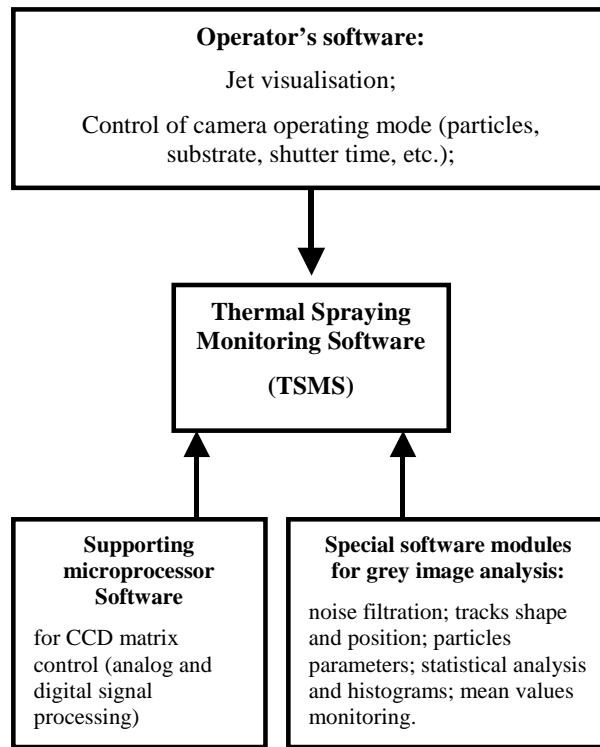 Operator's software:
Jet visualisation;
Control of camera operating mode (particles,
substrate, shutter time, etc.);
Thermal Spraying
Monitoring Software
(TSMS)
Supporting
microprocessor
Software
for CCD matrix
control (analog and
digital signal
processing)
Special software modules
for grey image analysis:
noise filtration; tracks shape
and position; particles
parameters; statistical analysis
and histograms; mean values
monitoring.